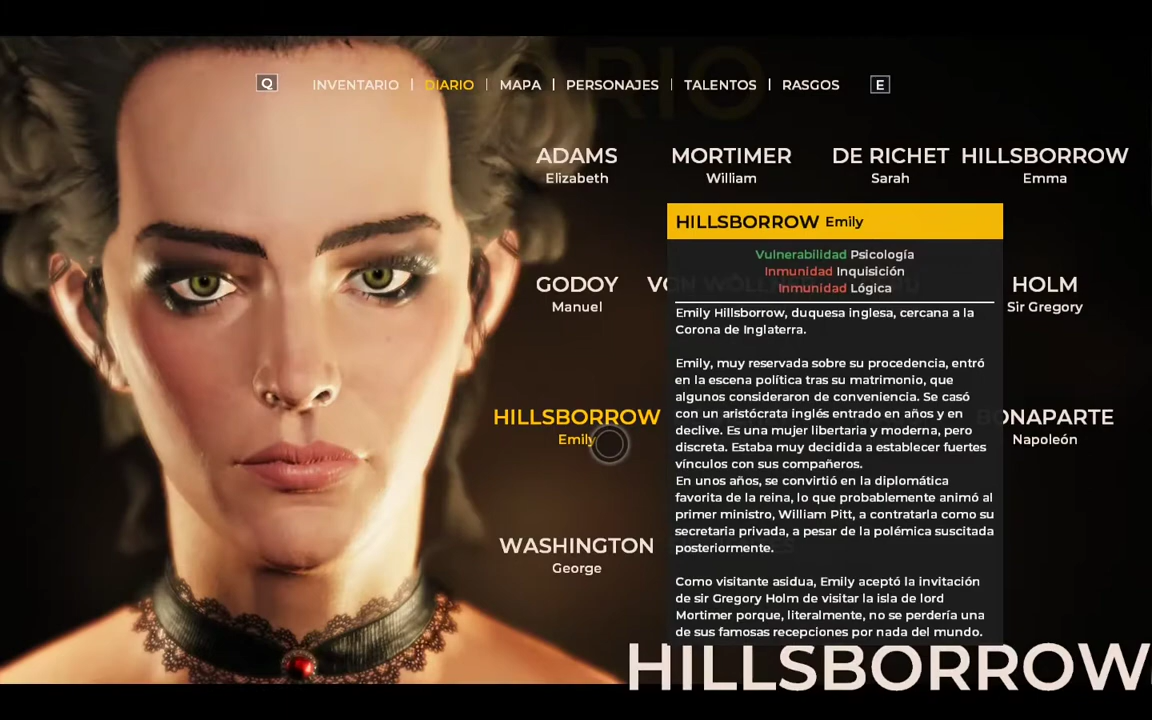 Q INVENTARIO | DIARIO | MAPA | PERSONAJES | TALENTOS | RASGOS E
ADAMS MORTIMER DE RICHET HILLSBORROW
Elizabeth William Sarah Emma
HILLSBORROW Emily
Vulnerabilidad Psicología
Inmunidad Inquisición
Inmunidad Lógica
Emily Hillsborrow, duquesa inglesa, cercana a la
Corona de Inglaterra.
Emily, muy reservada sobre su procedencia, entró
en la escena política tras su matrimonio, que
algunos consideraron de conveniencia. Se casó
con un aristócrata inglés entrado en años y en
declive. Es una mujer libertaria y moderna, pero
discreta. Estaba muy decidida a establecer fuertes
vínculos con sus compañeros.
En unos años, se convirtió en la diplomática
favorita de la reina, lo que probablemente animó al
primer ministro, William Pitt, a contratarla como su
secretaria privada, a pesar de la polémica suscitada
posteriormente.
Como visitante asidua, Emily aceptó la invitación
de sir Gregory Holm de visitar la isla de lord
Mortimer porque, literalmente, no se perdería una
de sus famosas recepciones por nada del mundo.
GODOY HOLM
Manuel Sir Gregory
HILLSBORROW BONAPARTE
Emily Napoleón
WASHINGTON
George
HILLSBORROW